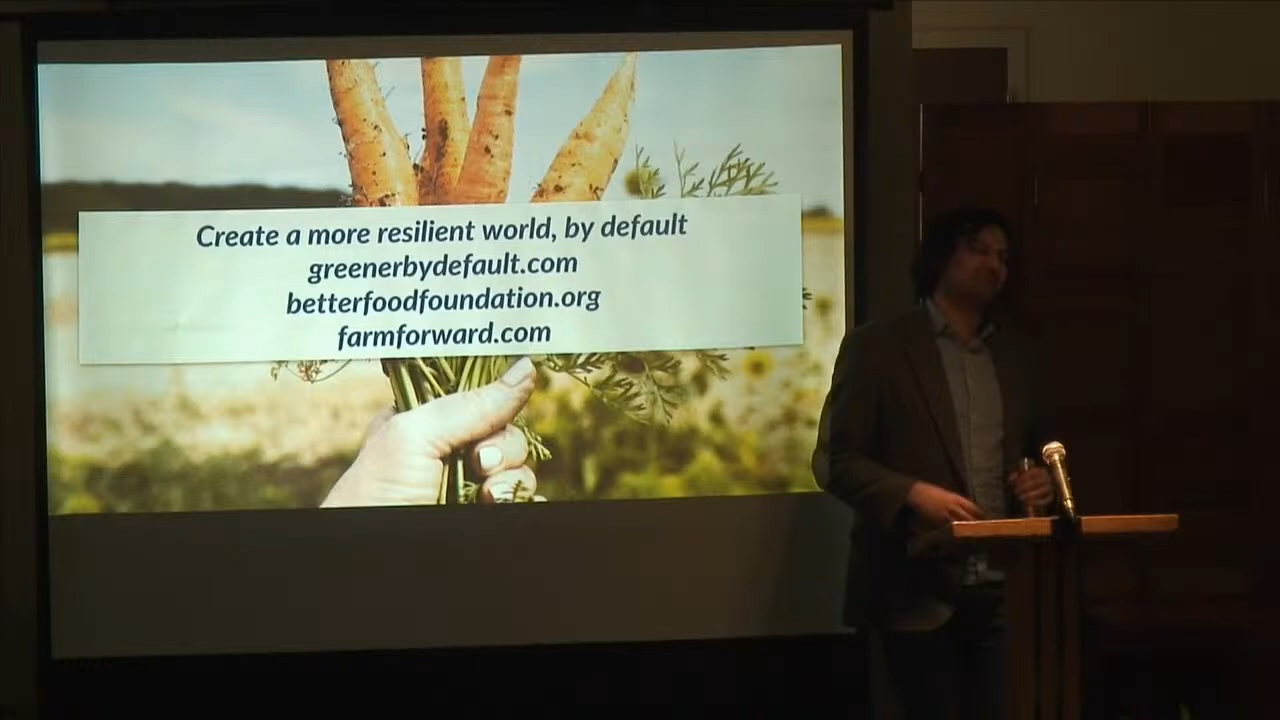 Create a more resilient world, by default
greenerbydefault.com
betterfoodfoundation.org
farmforward.com